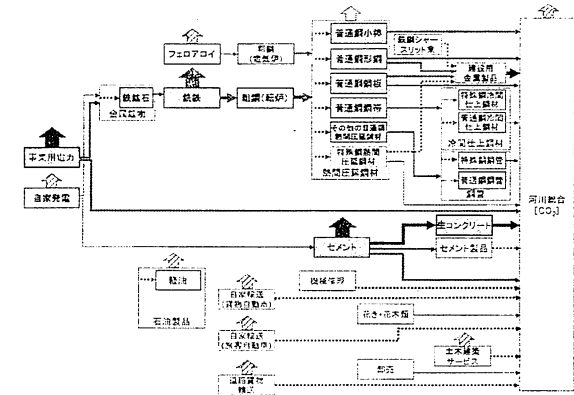 普通鋼小棒
鉄鋼シャー
スリット業
フェロアロイ
粗鋼
(電気炉)
普通鋼形鋼
建設用
金属製品
鉄鉱石
金属鉱物
銑鉄
粗鋼(転炉)
普通鋼鋼板
特殊鋼冷間
仕上鋼材
普通鋼鋼帯
普通鋼冷間
仕上鋼材
その他の普通鋼
熱間圧延鋼材
冷間仕上鋼材
事業用電力
特殊鋼熱間
圧延鋼材
熱間圧延鋼材
特殊鋼鋼管
普通鋼鋼管
鋼管
自家発電
河川総合
[CO₂]
生コンクリート
セメント
セメント製品
軽油
石油製品
機械修理
自家輸送
(貨物自動車)
花き・花木類
自家輸送
(旅客自動車)
土木建築
サービス
卸売
道路貨物
輸送